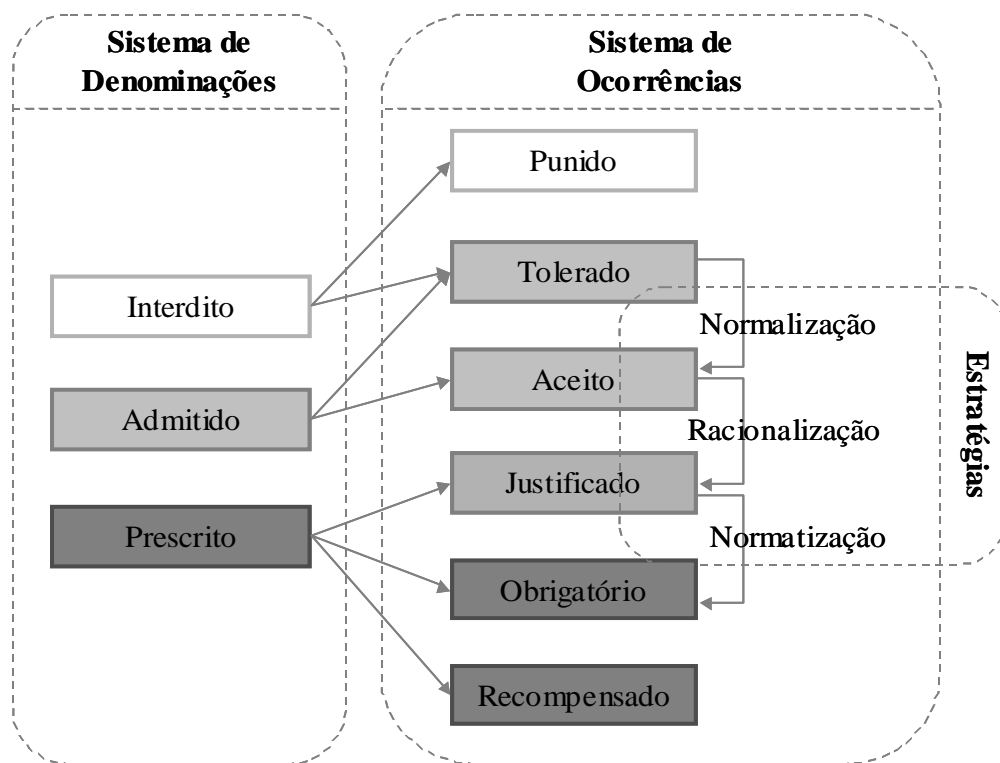 Sistema de
Denominações
Sistema de
Ocorrências
Interdito
Admitido
Prescrito
Punido
Tolerado
Aceito
Justificado
Obrigatório
Recompensado
Normalização
Racionalização
Normatização
Estratégias